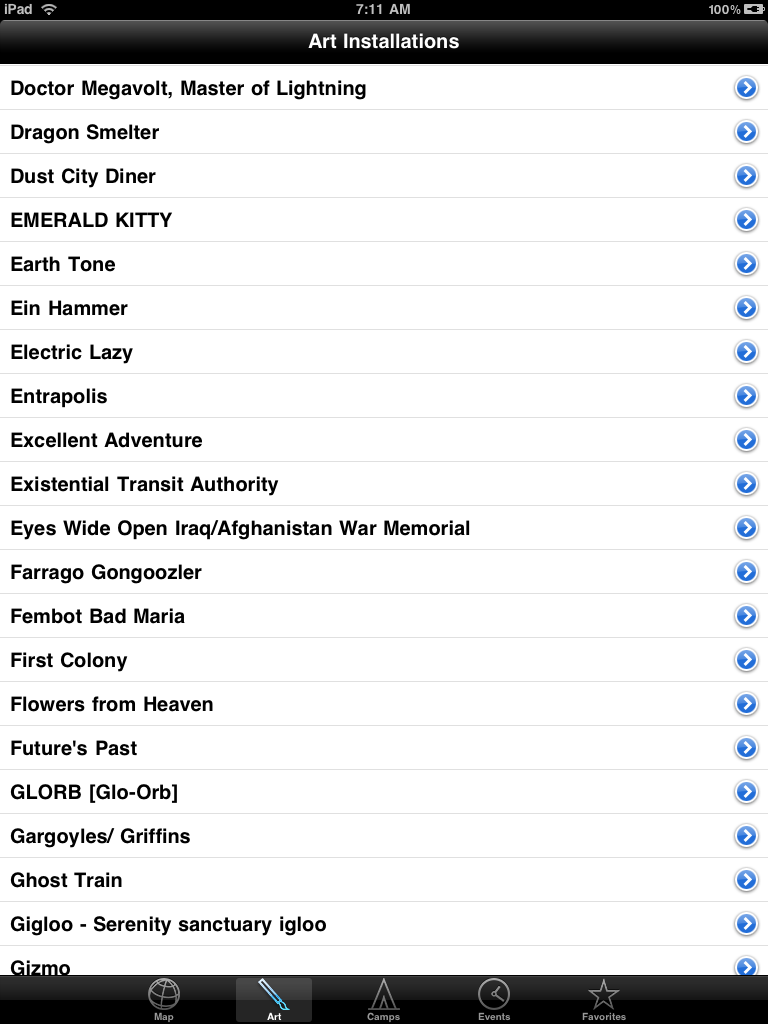 iPad 7:11 AM 100%
Art Installations
Doctor Megavolt, Master of Lightning
Dragon Smelter
Dust City Diner
EMERALD KITTY
Earth Tone
Ein Hammer
Electric Lazy
Entrapolis
Excellent Adventure
Existential Transit Authority
Eyes Wide Open Iraq/Afghanistan War Memorial
Farrago Gongoozler
Fembot Bad Maria
First Colony
Flowers from Heaven
Future's Past
GLORB [Glo-Orb]
Gargoyles/ Griffins
Ghost Train
Gigloo - Serenity sanctuary igloo
Gizmo
Map Art Camps Events Favorites